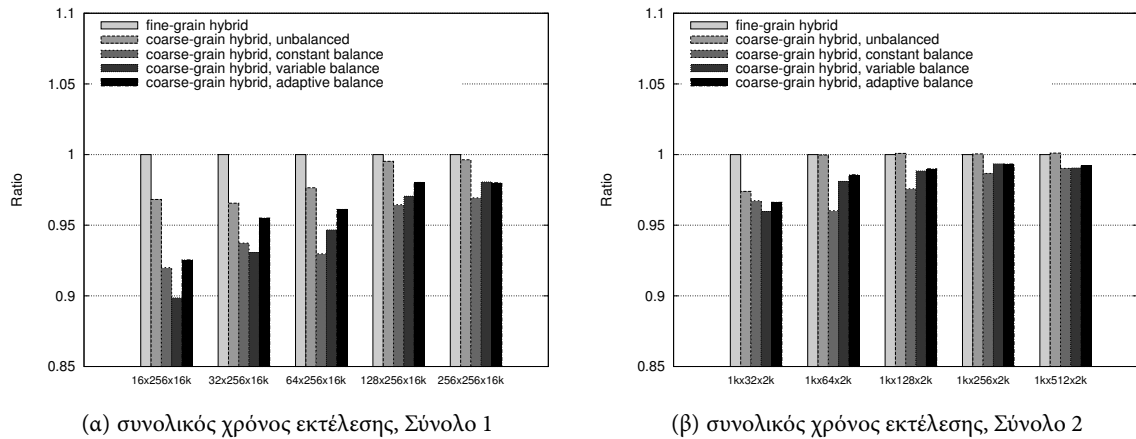 1.1
1.05
1
0.95
0.9
0.85
Ratio
fine-grain hybrid
coarse-grain hybrid, unbalanced
coarse-grain hybrid, constant balance
coarse-grain hybrid, variable balance
coarse-grain hybrid, adaptive balance
16x256x16k 32x256x16k 64x256x16k 128x256x16k 256x256x16k
(α) συνολικός χρόνος εκτέλεσης, Σύνολο 1
1.1
1.05
1
0.95
0.9
0.85
Ratio
fine-grain hybrid
coarse-grain hybrid, unbalanced
coarse-grain hybrid, constant balance
coarse-grain hybrid, variable balance
coarse-grain hybrid, adaptive balance
1kx32x2k 1kx64x2k 1kx128x2k 1kx256x2k 1kx512x2k
(β) συνολικός χρόνος εκτέλεσης, Σύνολο 2